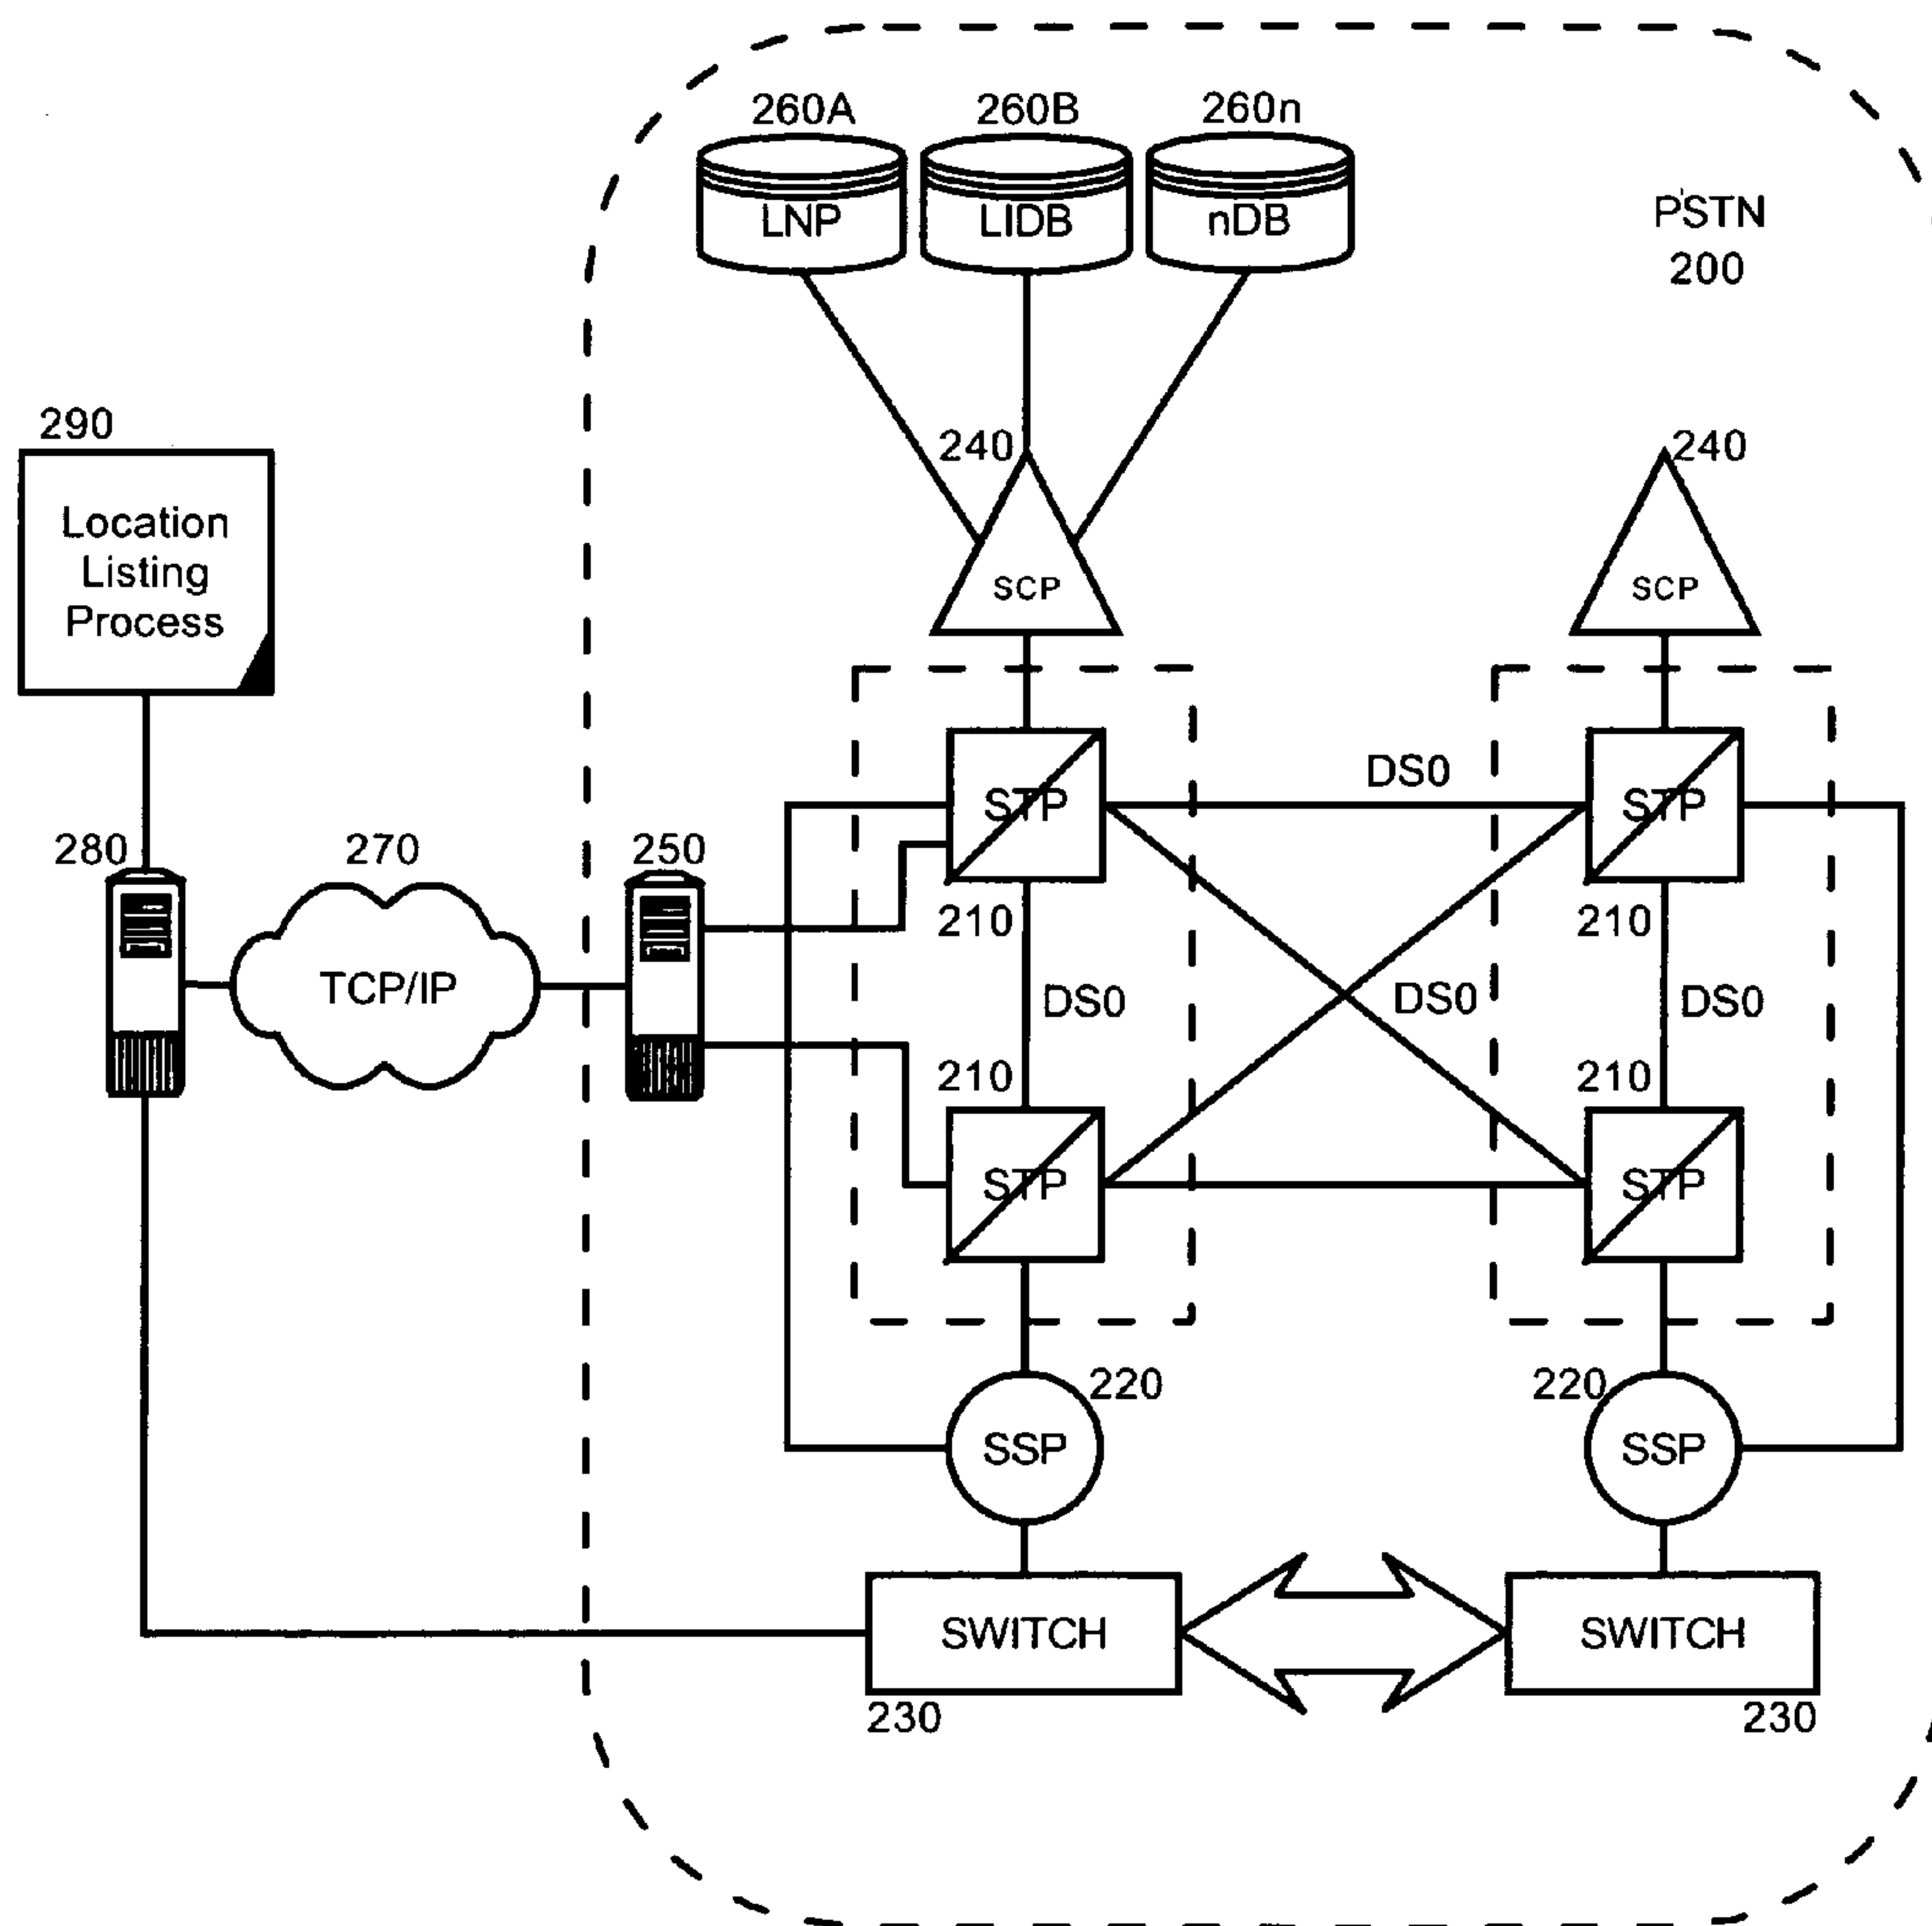 260A
260B
260n
LNP
LIDB
nDB
PSTN
200
290
Location
Listing
Process
240
240
SCP
SCP
DS0
STP
STP
280
270
250
210
210
TCP/IP
DS0
DS0
DS0
210
210
STP
STP
220
220
SSP
SSP
SWITCH
SWITCH
230
230